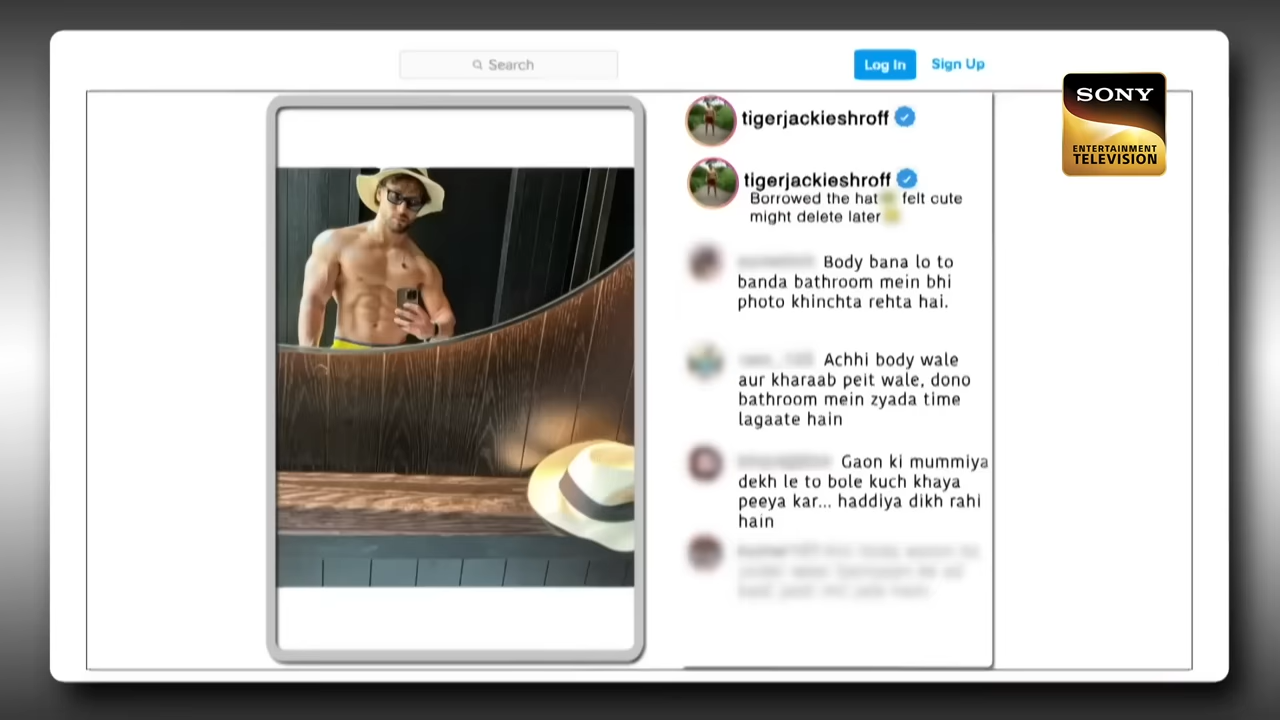 Search
Log In
Sign Up
SONY
ENTERTAINMENT
TELEVISION
tigerjackieshroff
tigerjackieshroff
Borrowed the hat felt cute
might delete later
Body bana lo to
banda bathroom mein bhi
photo khinchta rehta hai.
Achhi body wale
aur kharaab peit wale, dono
bathroom mein zyada time
lagaate hain
Gaon ki mummiya
dekh le to bole kuch khaya
peeya kar... haddiya dikh rahi
hain